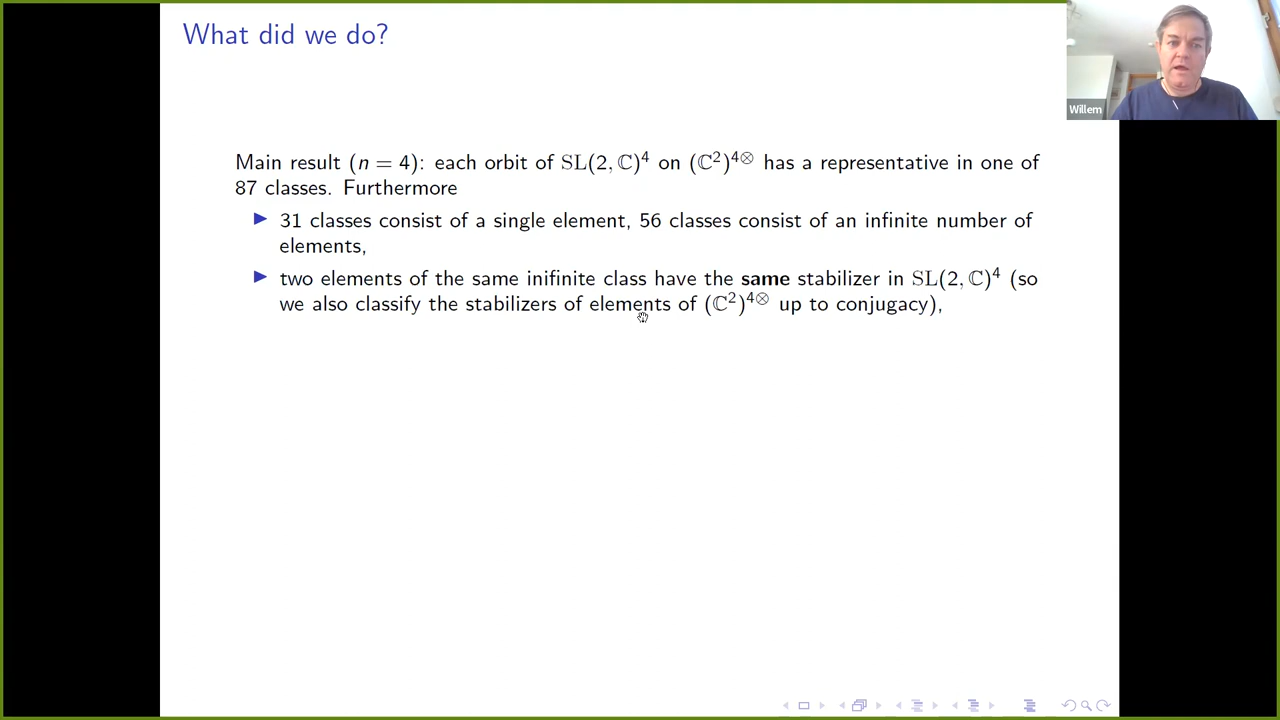 What did we do?
Willem
Main result (n = 4): each orbit of SL(2, ℂ)⁴ on (ℂ²)⁴⊗ has a representative in one of
87 classes. Furthermore
▶ 31 classes consist of a single element, 56 classes consist of an infinite number of
elements,
▶ two elements of the same inifinite class have the same stabilizer in SL(2, ℂ)⁴ (so
we also classify the stabilizers of elements of (ℂ²)⁴⊗ up to conjugacy),